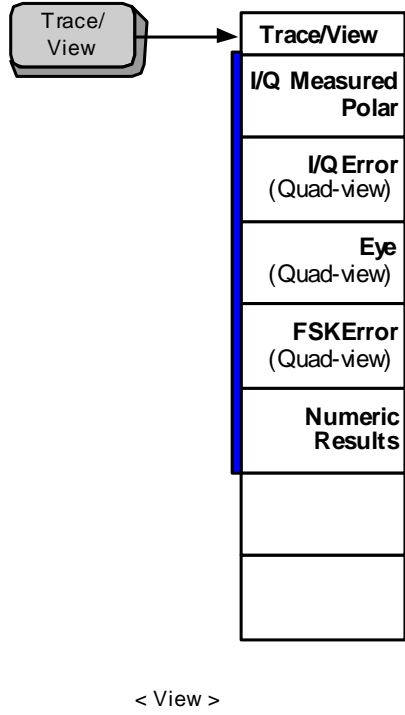 Trace/
View
Trace/View
I/Q Measured
Polar
I/Q Error
(Quad-view)
Eye
(Quad-view)
FSKError
(Quad-view)
Numeric
Results
< View >